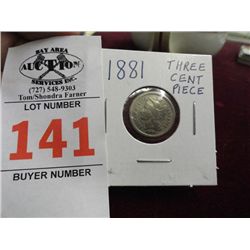 BAY AREA
AUCTION
SERVICES INC.
(727) 548-9303
Tom/Shondra Farner
LOT NUMBER
141
BUYER NUMBER
1881
THREE
CENT
PIECE